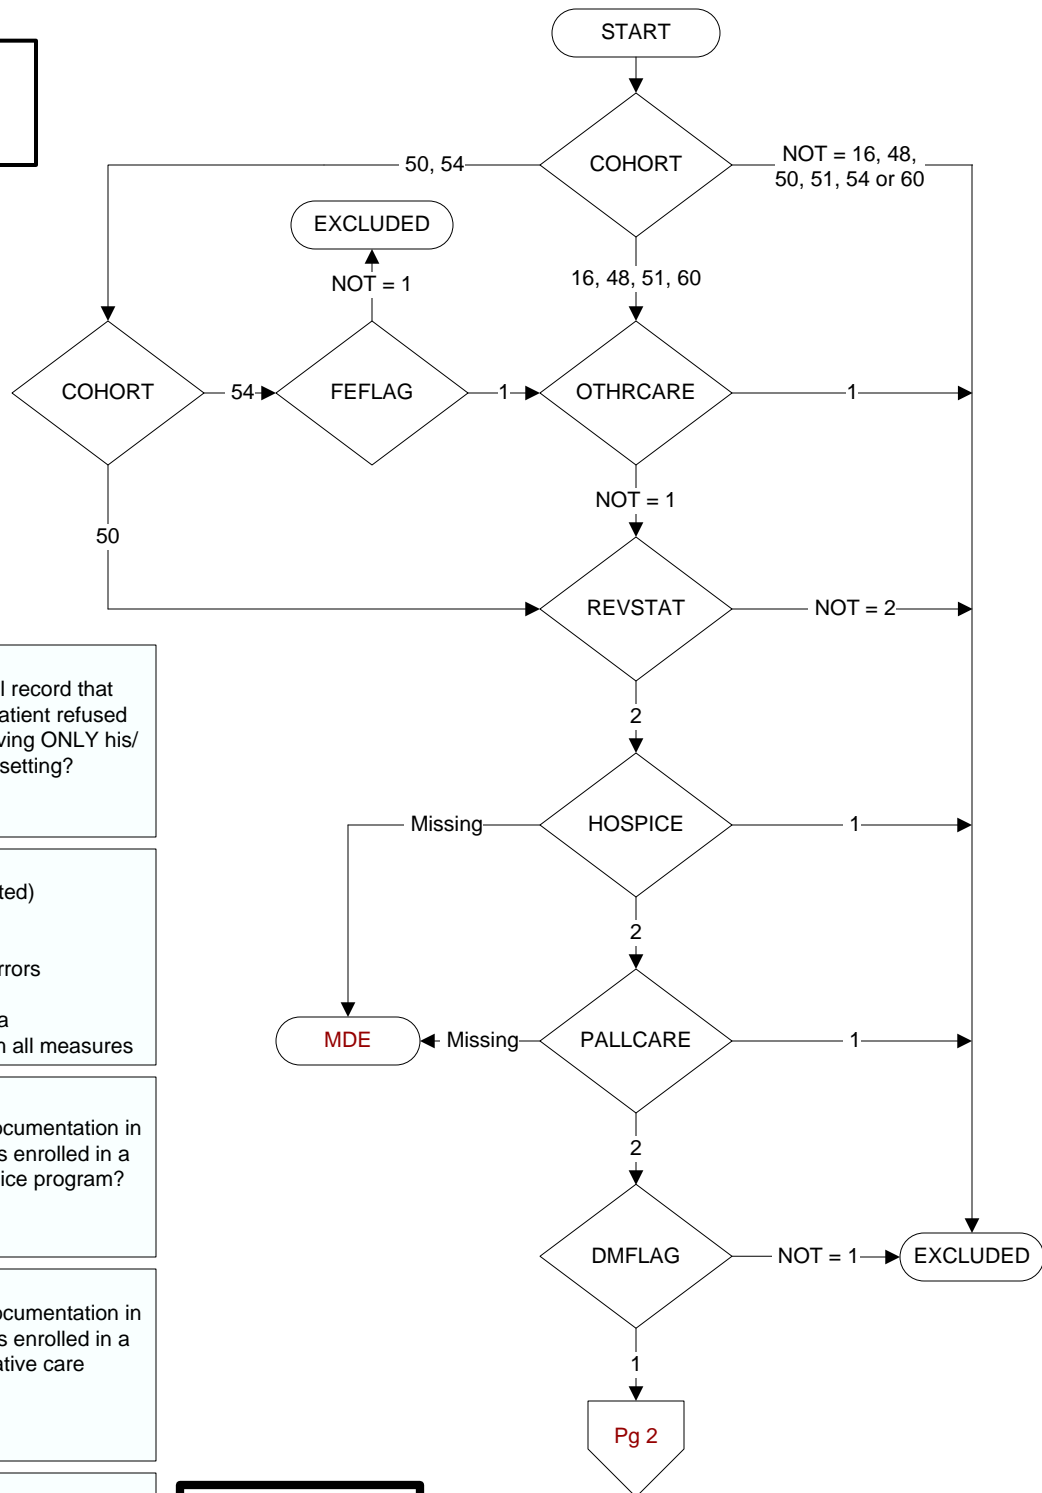 START
COHORT
50, 54
NOT = 16, 48,
50, 51, 54 or 60
EXCLUDED
NOT = 1
16, 48, 51, 60
COHORT
54
FEFLAG
1
OTHRCARE
1
NOT = 1
50
REVSTAT
NOT = 2
2
l record that
atient refused
ving ONLY his/
setting?
Missing
HOSPICE
1
ted)
rrors
a
n all measures
2
MDE
Missing
PALLCARE
1
ocumentation in
s enrolled in a
ice program?
2
DMFLAG
NOT = 1
EXCLUDED
ocumentation in
s enrolled in a
ative care
1
Pg 2